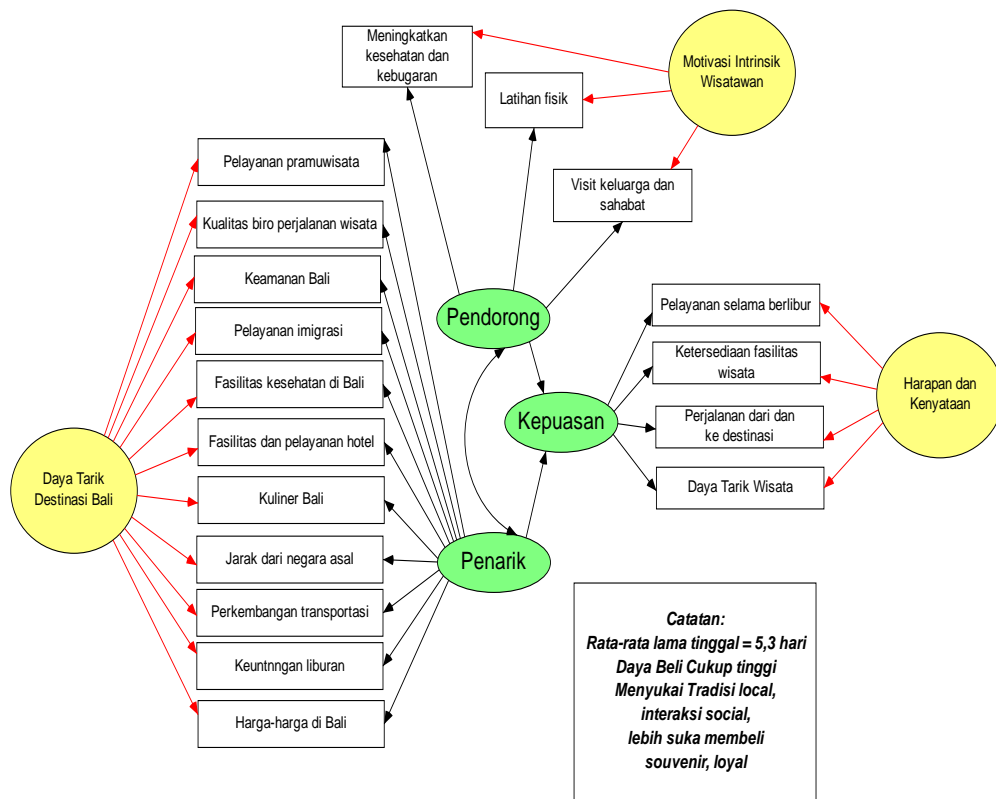 Meningkatkan
kesehatan dan
kebugaran
Motivasi Intrinsik
Wisatawan
Latihan fisik
Visit keluarga dan
sahabat
Pelayanan pramuwisata
Kualitas biro perjalanan wisata
Keamanan Bali
Pelayanan imigrasi
Fasilitas kesehatan di Bali
Fasilitas dan pelayanan hotel
Kuliner Bali
Jarak dari negara asal
Perkembangan transportasi
Keuntnngan liburan
Harga-harga di Bali
Daya Tarik
Destinasi Bali
Pendorong
Kepuasan
Penarik
Pelayanan selama berlibur
Ketersediaan fasilitas
wisata
Perjalanan dari dan
ke destinasi
Daya Tarik Wisata
Harapan dan
Kenyataan
Catatan:
Rata-rata lama tinggal = 5,3 hari
Daya Beli Cukup tinggi
Menyukai Tradisi local,
interaksi social,
lebih suka membeli
souvenir, loyal